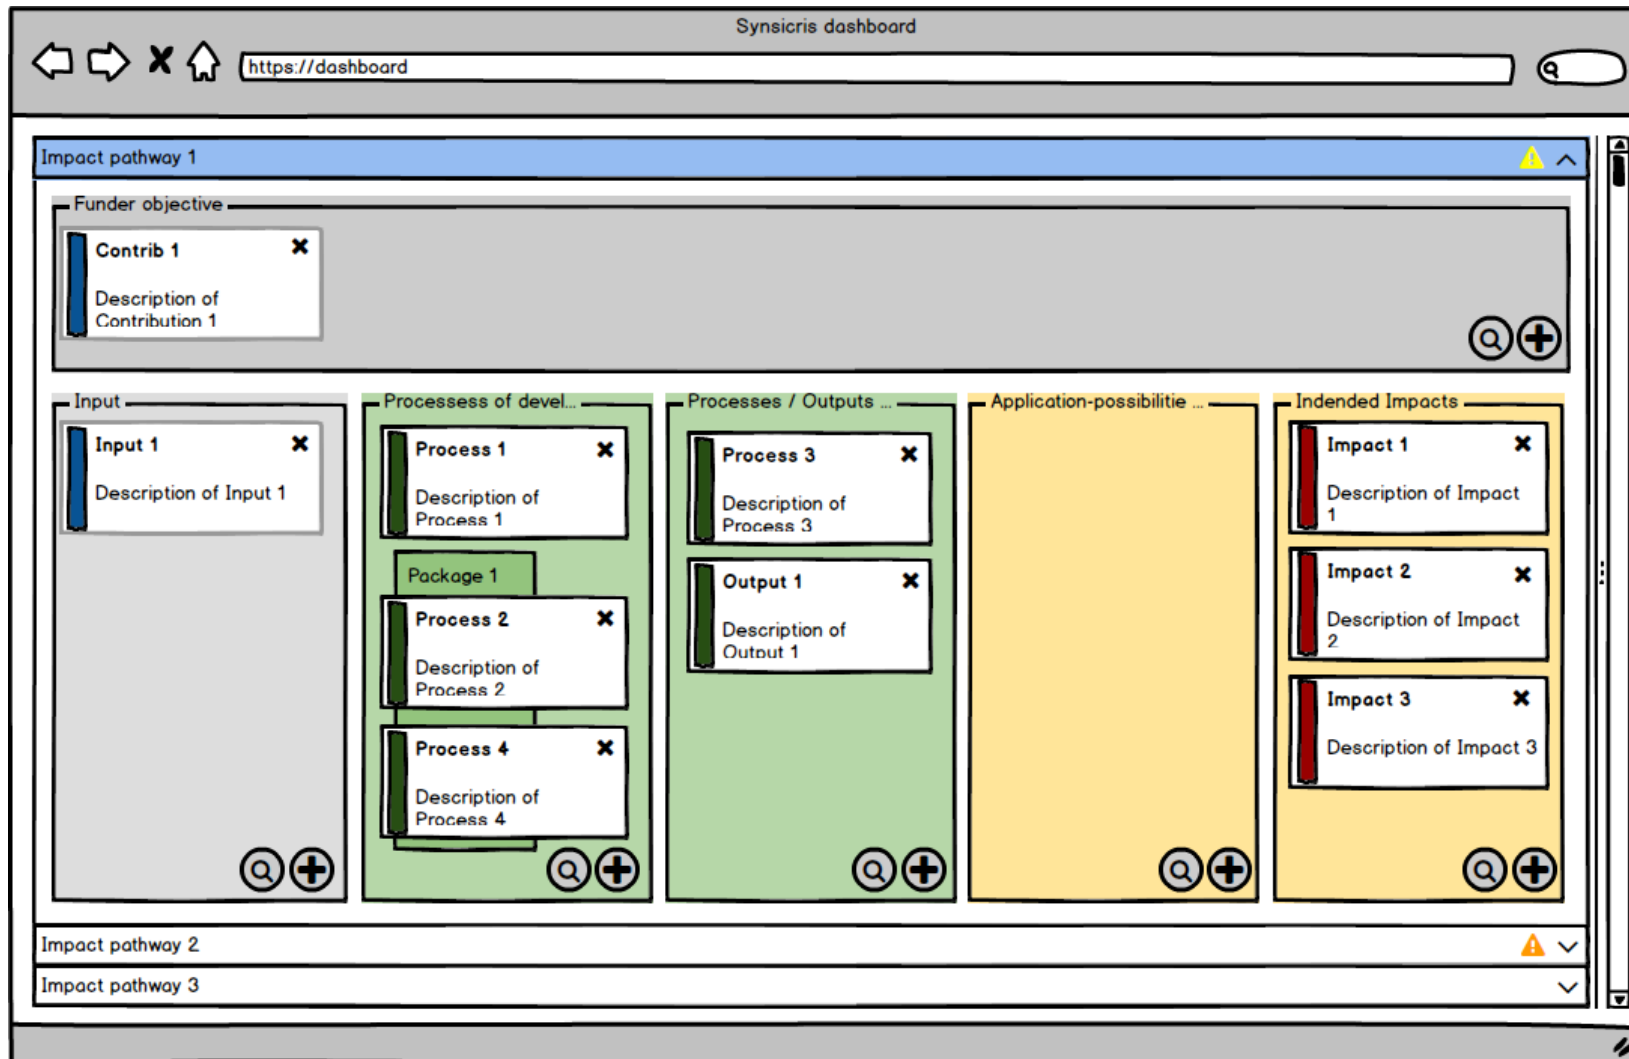 Synsicris dashboard
https://dashboard
Impact pathway 1
Funder objective
Contrib 1
Description of
Contribution 1
Input
Input 1
Description of Input 1
Processess of devel...
Process 1
Description of
Process 1
Package 1
Process 2
Description of
Process 2
Process 4
Description of
Process 4
Processes / Outputs ...
Process 3
Description of
Process 3
Output 1
Description of
Output 1
Application-possibilitie ...
Indended Impacts
Impact 1
Description of Impact
1
Impact 2
Description of Impact
2
Impact 3
Description of Impact 3
Impact pathway 2
Impact pathway 3